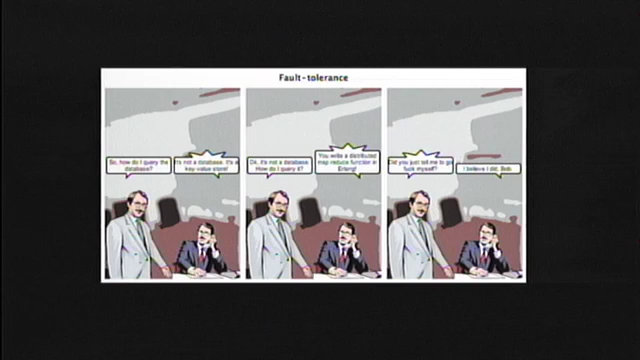 Fault-tolerance
So, how do I query the
database?
It's not a database. It's a
key value store!
Ok, it's not a database.
How do I query it?
You write a distributed
map reduce function in
Erlang!
Did you just tell me to go
fuck myself?
I believe I did, Bob.